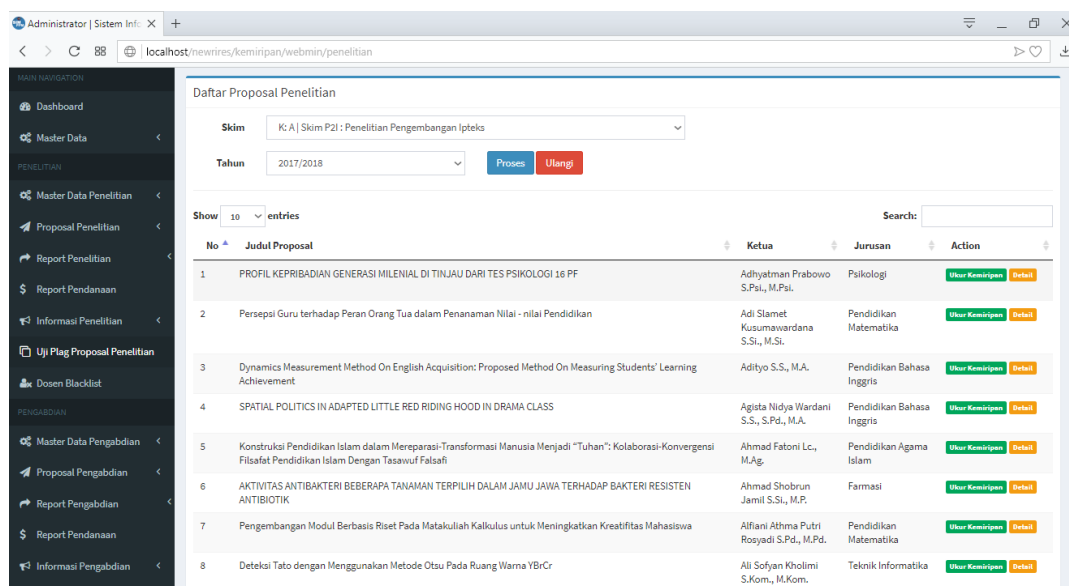 Administrator | Sistem Info
localhost/newrires/kemiripan/webmin/penelitian
MAIN NAVIGATION
Dashboard
Master Data
PENELITIAN
Master Data Penelitian
Proposal Penelitian
Report Penelitian
Report Pendanaan
Informasi Penelitian
Uji Plag Proposal Penelitian
Dosen Blacklist
PENGABDIAN
Master Data Pengabdian
Proposal Pengabdian
Report Pengabdian
Report Pendanaan
Informasi Pengabdian
Daftar Proposal Penelitian
Skim K: A | Skim P2I : Penelitian Pengembangan Ipteks
Tahun 2017/2018 Proses Ulangi
Show 10 entries Search:
No Judul Proposal Ketua Jurusan Action
1 PROFIL KEPRIBADIAN GENERASI MILENIAL DI TINJAU DARI TES PSIKOLOGI 16 PF Adhyatman Prabowo Psikologi Ukur Kemiripan Detail
S.Psi., M.Psi.
2 Persepsi Guru terhadap Peran Orang Tua dalam Penanaman Nilai - nilai Pendidikan Adi Slamet Pendidikan Ukur Kemiripan Detail
Kusumawardana Matematika
S.Si., M.Si.
3 Dynamics Measurement Method On English Acquisition: Proposed Method On Measuring Students' Learning Adityo S.S., M.A. Pendidikan Bahasa Ukur Kemiripan Detail
Achievement Inggris
4 SPATIAL POLITICS IN ADAPTED LITTLE RED RIDING HOOD IN DRAMA CLASS Agista Nidya Wardani Pendidikan Bahasa Ukur Kemiripan Detail
S.S., S.Pd., M.A. Inggris
5 Konstruksi Pendidikan Islam dalam Mereparasi-Transformasi Manusia Menjadi "Tuhan": Kolaborasi-Konvergensi Ahmad Fatoni Lc., Pendidikan Agama Ukur Kemiripan Detail
Filsafat Pendidikan Islam Dengan Tasawuf Falsafi M.Ag. Islam
6 AKTIVITAS ANTIBAKTERI BEBERAPA TANAMAN TERPILIH DALAM JAMU JAWA TERHADAP BAKTERI RESISTEN Ahmad Shobrun Farmasi Ukur Kemiripan Detail
ANTIBIOTIK Jamil S.Si., M.P.
7 Pengembangan Modul Berbasis Riset Pada Matakuliah Kalkulus untuk Meningkatkan Kreatifitas Mahasiswa Alfiani Athma Putri Pendidikan Ukur Kemiripan Detail
Rosyadi S.Pd., M.Pd. Matematika
8 Deteksi Tato dengan Menggunakan Metode Otsu Pada Ruang Warna YBrCr Ali Sofyan Kholimi Teknik Informatika Ukur Kemiripan Detail
S.Kom., M.Kom.